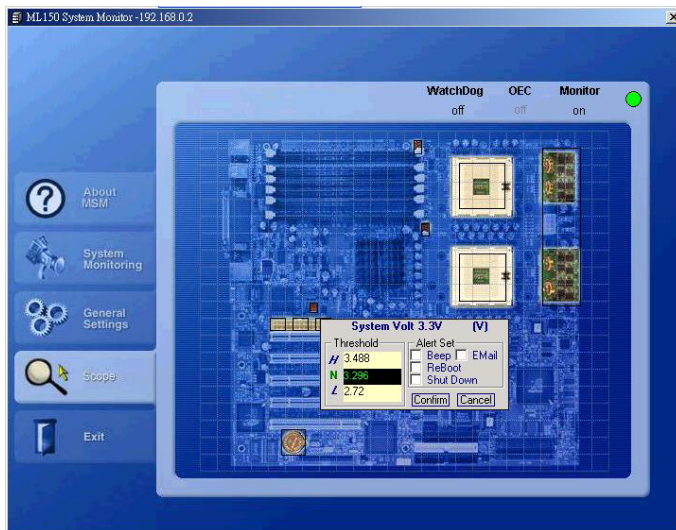 ML150 System Monitor -192.168.0.2
WatchDog OEC Monitor
off off on
About
MSM
System
Monitoring
General
Settings
Scope
Exit
System Volt 3.3V (V)
Threshold Alert Set
H 3.488
N 3.296
L 2.72
Beep EMail
ReBoot
Shut Down
Confirm Cancel